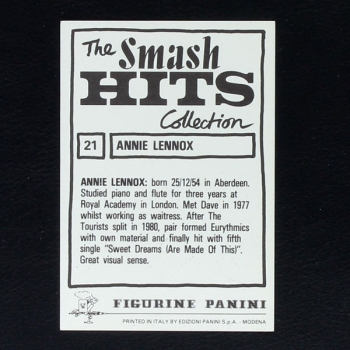 The Smash
HITS
Collection
21 ANNIE LENNOX
ANNIE LENNOX: born 25/12/54 in Aberdeen.
Studied piano and flute for three years at
Royal Academy in London. Met Dave in 1977
whilst working as waitress. After The
Tourists split in 1980, pair formed Eurythmics
with own material and finally hit with fifth
single "Sweet Dreams (Are Made Of This)".
Great visual sense.
FIGURINE PANINI
PRINTED IN ITALY BY EDIZIONI PANINI S.p.A. MODENA